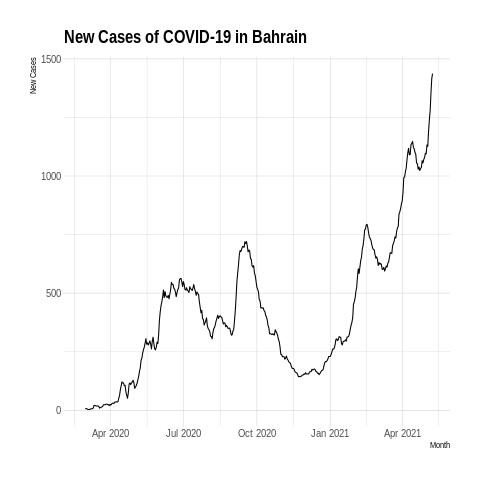 New Cases of COVID-19 in Bahrain
New Cases
1500
1000
500
0
Apr 2020 Jul 2020 Oct 2020 Jan 2021 Apr 2021
Month